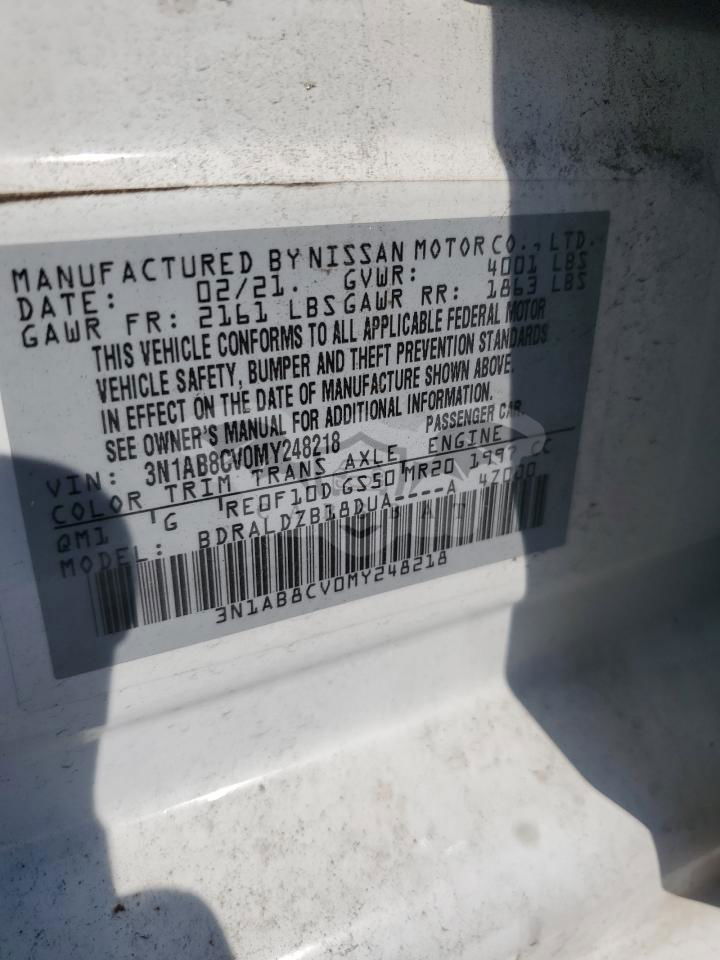 MANUFACTURED BY NISSAN MOTOR CO., LTD.
DATE: 02/21. GVWR: 4001 LBS
GAWR FR: 2161 LBS GAWR RR: 1863 LBS
THIS VEHICLE CONFORMS TO ALL APPLICABLE FEDERAL MOTOR
VEHICLE SAFETY, BUMPER AND THEFT PREVENTION STANDARDS
IN EFFECT ON THE DATE OF MANUFACTURE SHOWN ABOVE.
SEE OWNER'S MANUAL FOR ADDITIONAL INFORMATION.
VIN: 3N1AB8CV0MY248218 PASSENGER CAR
COLOR TRIM TRANS AXLE ENGINE
QM1 G RE0F10D GS50 MR20 1997 CC
MODEL: BDRALDZB18DUA 
3N1AB8CV0MY248218